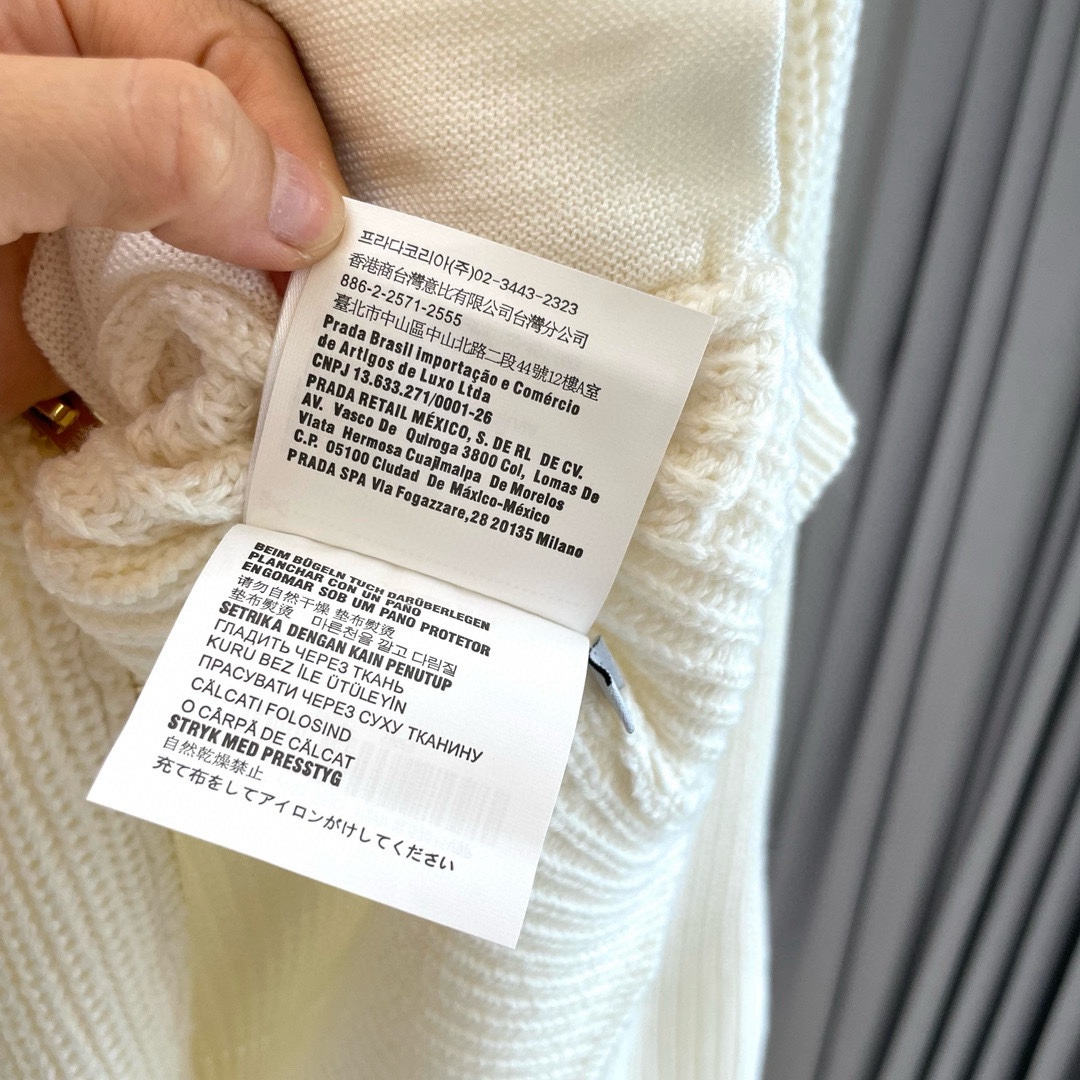 프라다코리아(주)02-3443-2323
香港商台灣意比有限公司台灣分公司
886-2-2571-2555
臺北市中山區中山北路二段44號12樓A室
Prada Brasil importação e Comércio
de Artigos de Luxo Ltda
CNPJ 13.633.271/0001-26
PRADA RETAIL MÉXICO, S. DE RL DE CV.
AV. Vasco De Quiroga 3800 Col, Lomas De
Vlata Hermosa Cuajlmalpa De Morelos
C.P. 05100 Cludad De Máxico-México
PRADA SPA Vla Fogazzare,28 20135 Mllano
BEIM BÜGELN TUCH DARÜBERLEGEN
PLANCHAR CON UN PAÑO
ENGOMAR SOB UM PANO PROTETOR
请勿自然干燥 垫布熨烫
垫布熨烫 마른천을 깔고 다림질
SETRIKA DENGAN KAIN PENUTUP
ГЛАДИТЬ ЧЕРЕЗ ТКАНЬ
KURU BEZ İLE ÜTÜLEYİN
ПРАСУВАТИ ЧЕРЕЗ СУХУ ТКАНИНУ
CĂLCATI FOLOSIND
O CÂRPĂ DE CĂLCAT
STRYK MED PRESSTYG
自然乾燥禁止
充て布をしてアイロンがけしてください